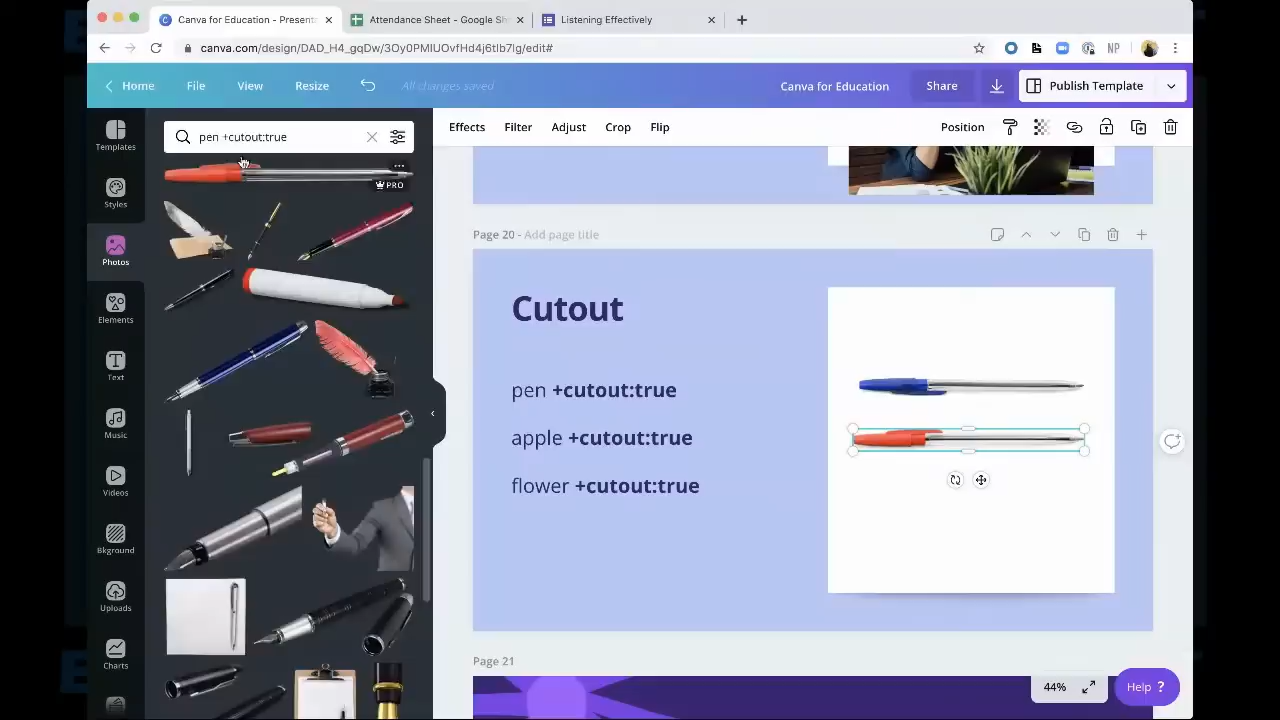 Canva for Education - Present
Attendance Sheet - Google Sh
Listening Effectively
canva.com/design/DAD_H4_gqDw/3Oy0PMlUOvfHd4j6tlb7lg/edit#
NP
Home
File
View
Resize
All changes saved
Canva for Education
Share
Publish Template
pen +cutout:true
Effects
Filter
Adjust
Crop
Flip
Position
Templates
Styles
Photos
Elements
Text
Music
Videos
Bkground
Uploads
Charts
PRO
Page 20 - Add page title
Cutout
pen +cutout:true
apple +cutout:true
flower +cutout:true
Page 21
44%
Help ?